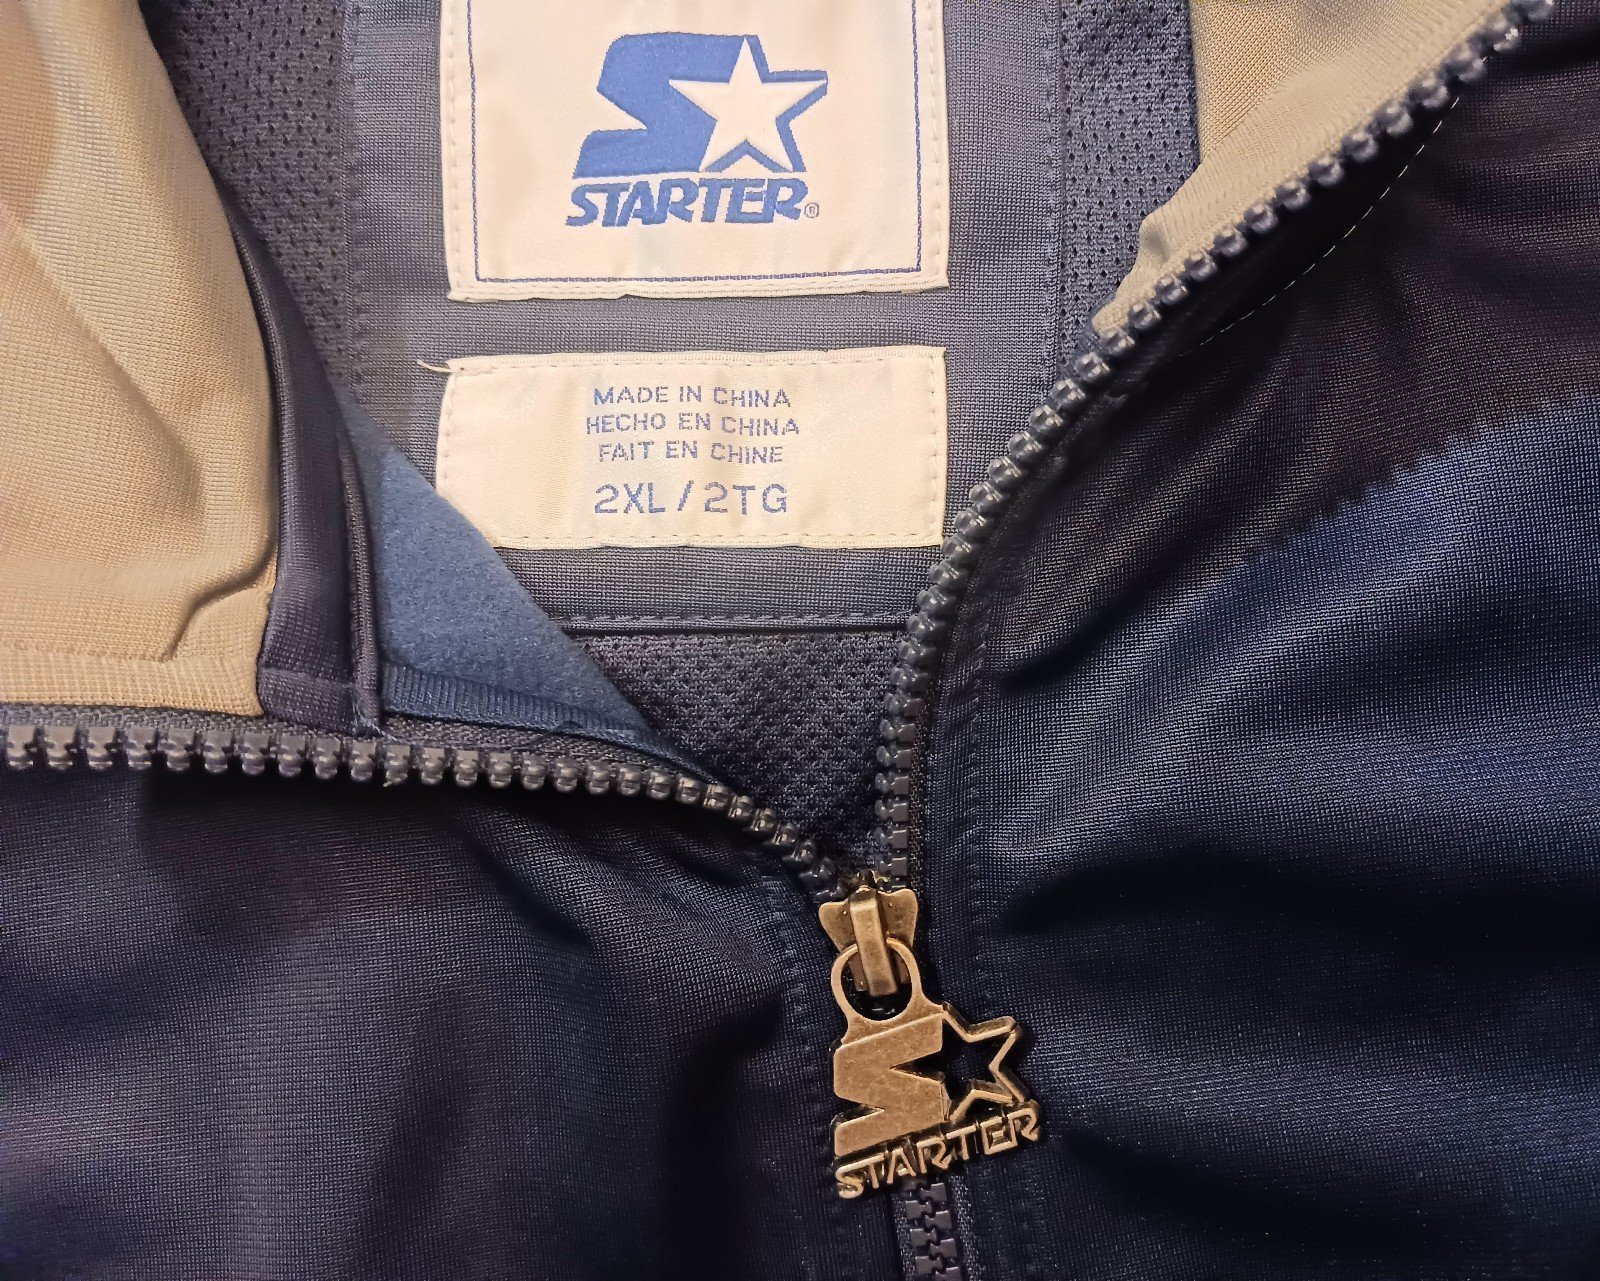 STARTER®
MADE IN CHINA
HECHO EN CHINA
FAIT EN CHINE
2XL / 2TG
STARTER